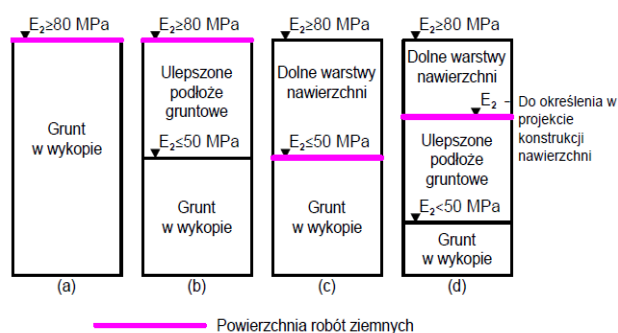 E₂≥80 MPa
Grunt
w wykopie
(a)
E₂≥80 MPa
Ulepszone
podłoże
gruntowe
E₂≤50 MPa
Grunt
w wykopie
(b)
E₂≥80 MPa
Dolne warstwy
nawierzchni
E₂≤50 MPa
Grunt
w wykopie
(c)
E₂≥80 MPa
Dolne warstwy
nawierzchni
E₂ - Do określenia w
projekcie
konstrukcji
nawierzchni
Ulepszone
podłoże
gruntowe
E₂<50 MPa
Grunt
w wykopie
(d)
Powierzchnia robót ziemnych